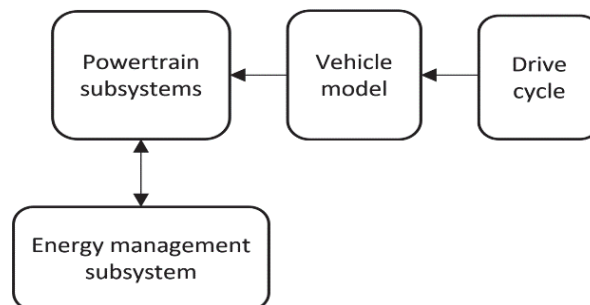 Powertrain
subsystems
Vehicle
model
Drive
cycle
Energy management
subsystem